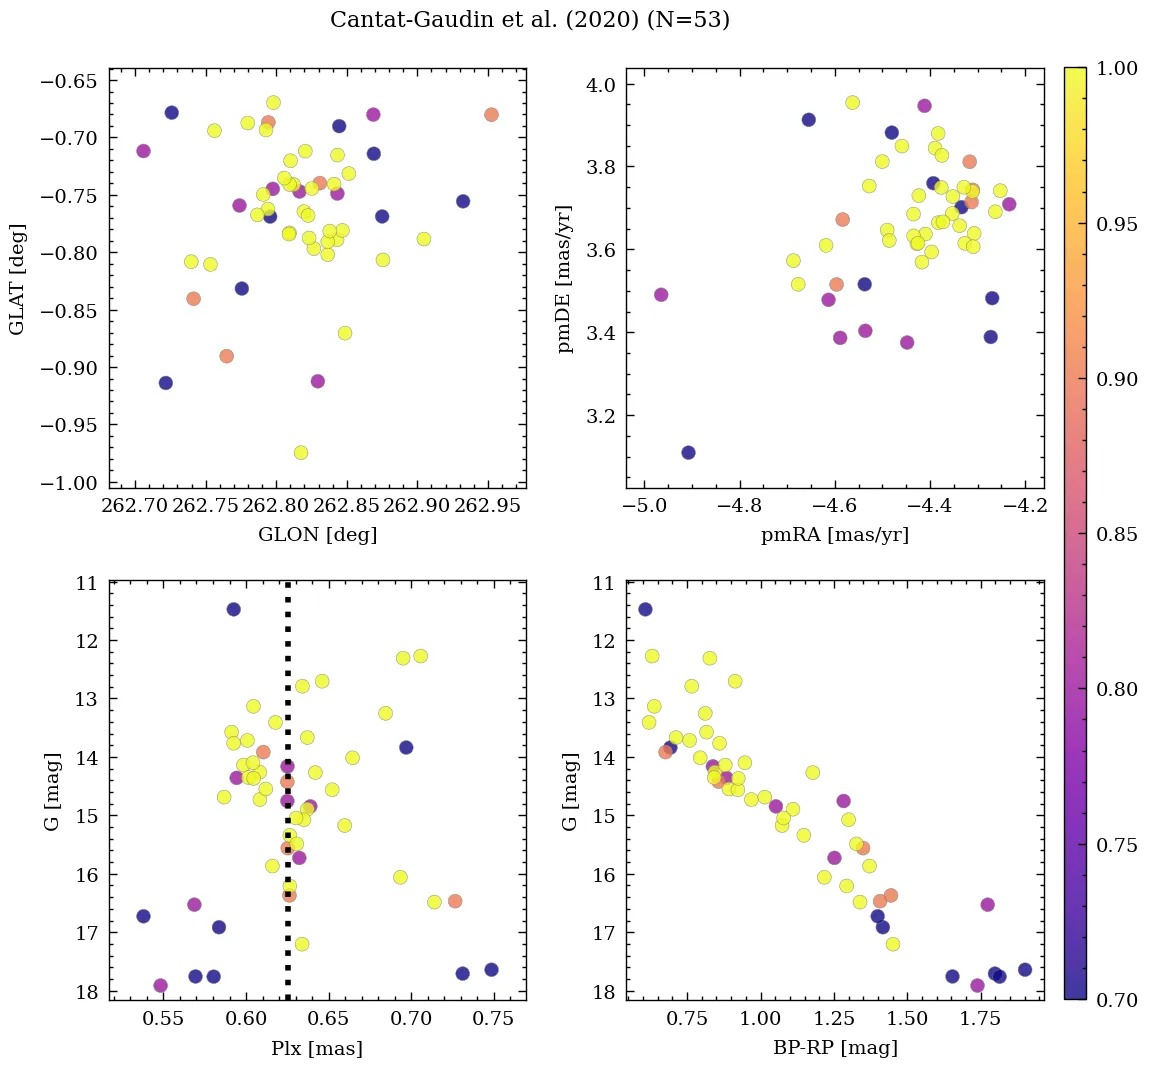 Cantat-Gaudin et al. (2020) (N=53)
−0.65
−0.70
−0.75
−0.80
−0.85
−0.90
−0.95
−1.00
GLAT [deg]
262.70 262.75 262.80 262.85 262.90 262.95
GLON [deg]
4.0
3.8
3.6
3.4
3.2
pmDE [mas/yr]
−5.0 −4.8 −4.6 −4.4 −4.2
pmRA [mas/yr]
1.00
0.95
0.90
0.85
0.80
0.75
0.70
11
12
13
14
15
16
17
18
G [mag]
0.55 0.60 0.65 0.70 0.75
Plx [mas]
11
12
13
14
15
16
17
18
G [mag]
0.75 1.00 1.25 1.50 1.75
BP-RP [mag]